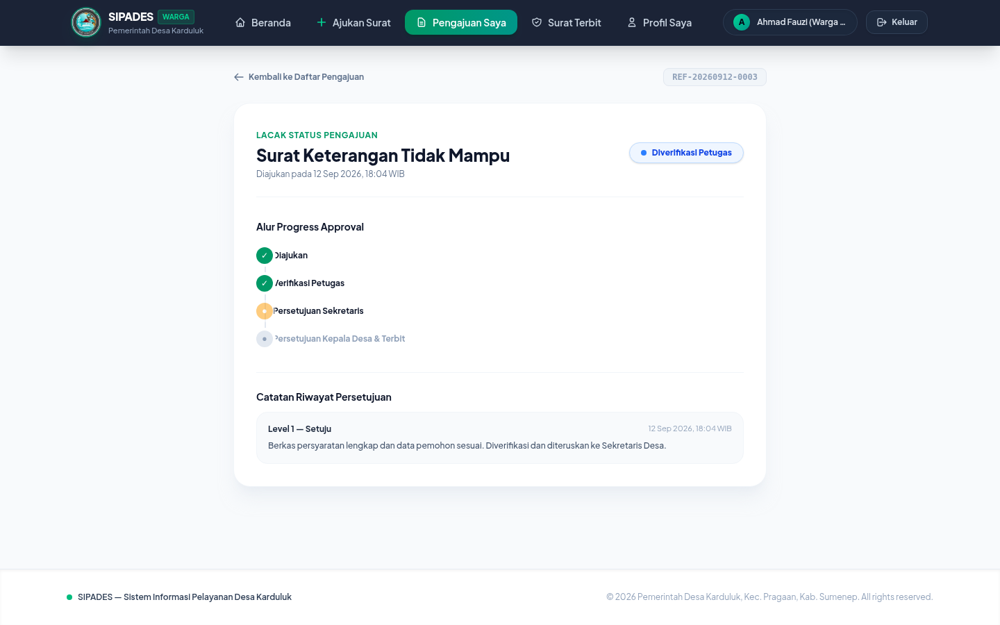 SIPADES WARGA
Pemerintah Desa Karduluk
Beranda
Ajukan Surat
Pengajuan Saya
Surat Terbit
Profil Saya
A Ahmad Fauzi (Warga ...
Keluar
Kembali ke Daftar Pengajuan
REF-20260912-0003
LACAK STATUS PENGAJUAN
Surat Keterangan Tidak Mampu
Diajukan pada 12 Sep 2026, 18:04 WIB
Diverifikasi Petugas
Alur Progress Approval
✓ Diajukan
✓ Verifikasi Petugas
Persetujuan Sekretaris
Persetujuan Kepala Desa & Terbit
Catatan Riwayat Persetujuan
Level 1 — Setuju
12 Sep 2026, 18:04 WIB
Berkas persyaratan lengkap dan data pemohon sesuai. Diverifikasi dan diteruskan ke Sekretaris Desa.
SIPADES — Sistem Informasi Pelayanan Desa Karduluk
© 2026 Pemerintah Desa Karduluk, Kec. Pragaan, Kab. Sumenep. All rights reserved.